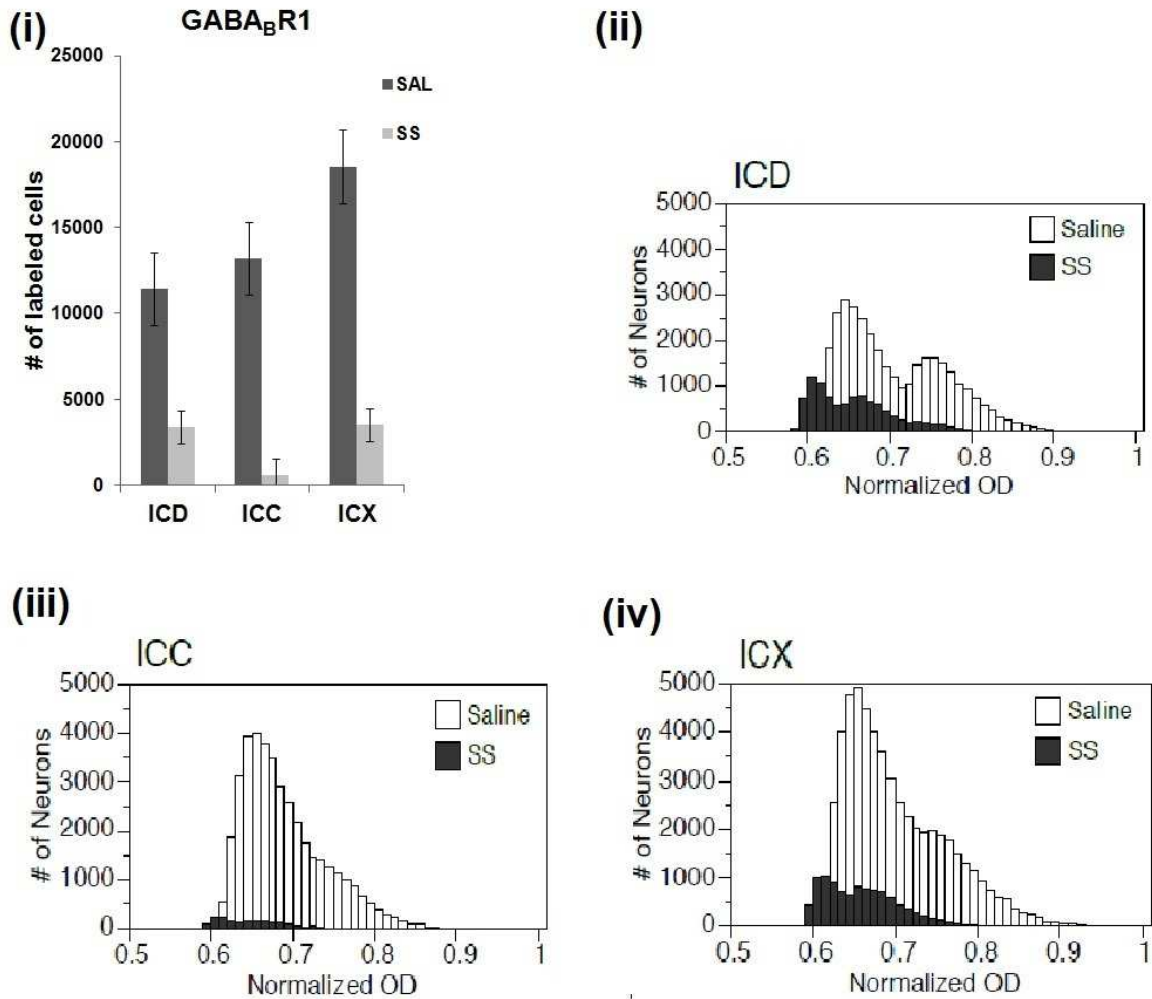 (i)
GABA_BR1
25000
20000
15000
10000
5000
0
# of labeled cells
SAL
SS
ICD ICC ICX
(ii)
ICD
5000
4000
3000
2000
1000
0
# of Neurons
Saline
SS
0.5 0.6 0.7 0.8 0.9 1
Normalized OD
(iii)
ICC
5000
4000
3000
2000
1000
0
# of Neurons
Saline
SS
0.5 0.6 0.7 0.8 0.9 1
Normalized OD
(iv)
ICX
5000
4000
3000
2000
1000
0
# of Neurons
Saline
SS
0.5 0.6 0.7 0.8 0.9 1
Normalized OD